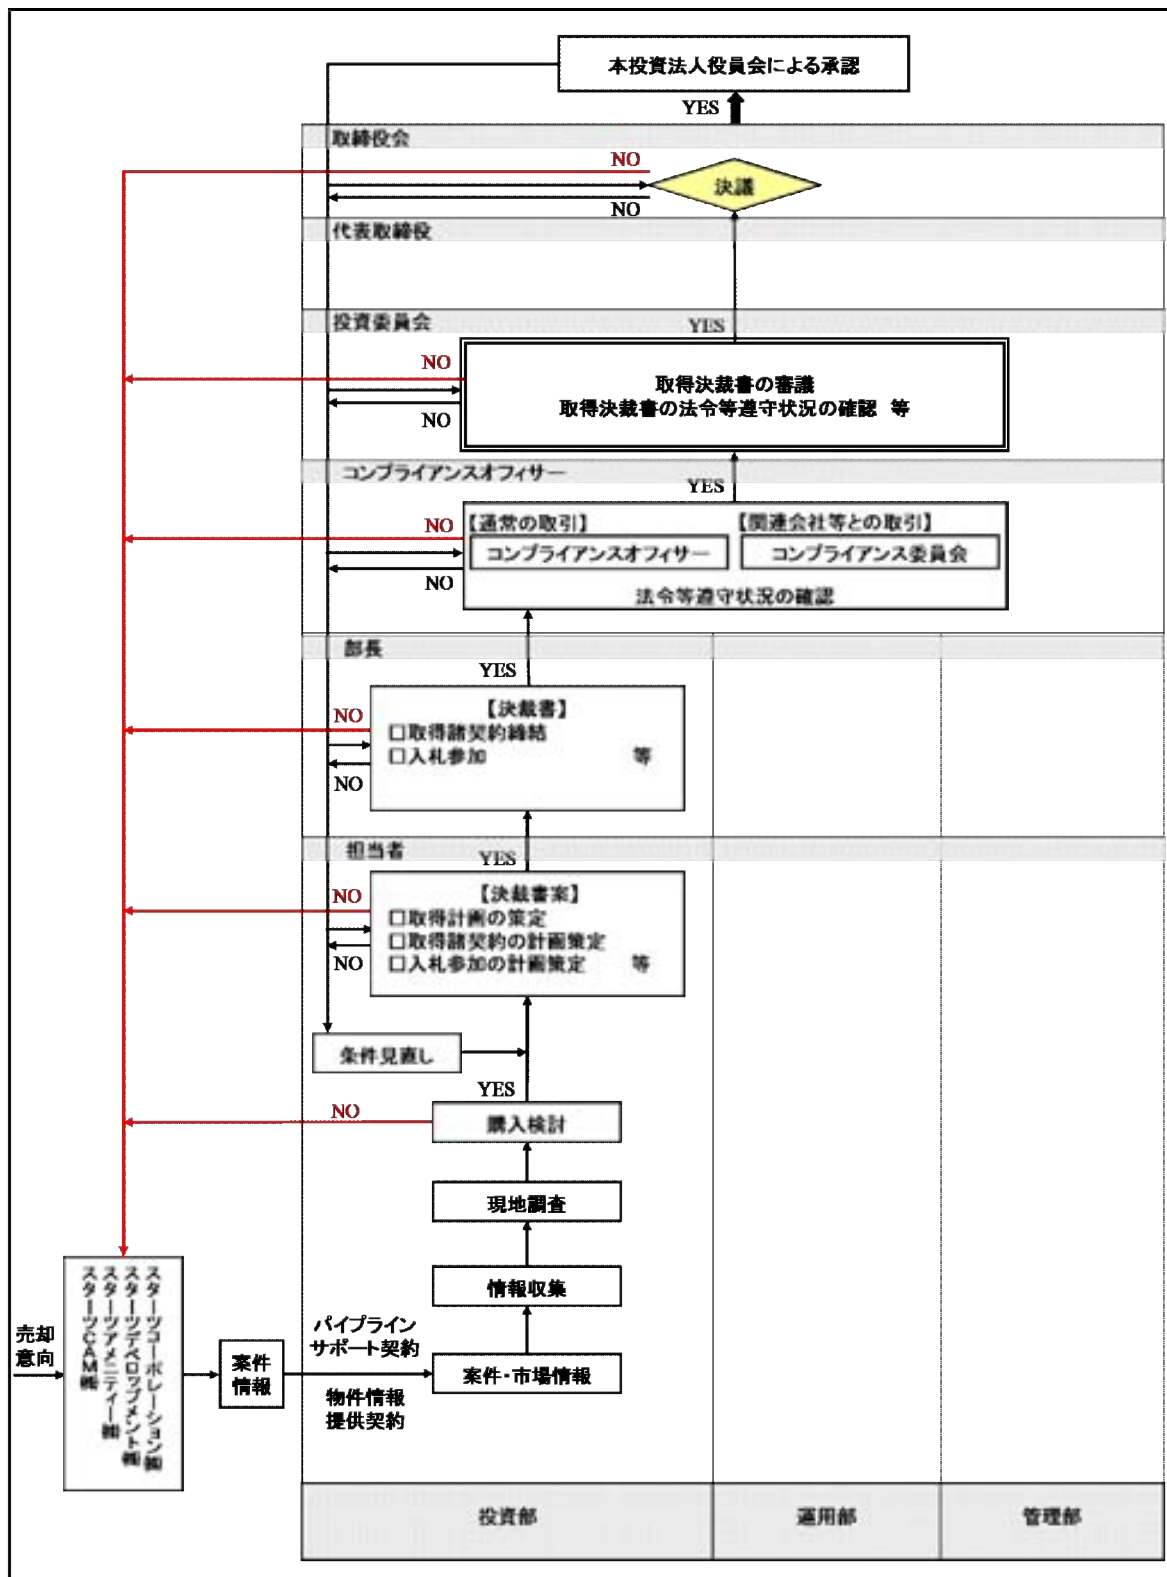 本投資法人役員会による承認
YES
取締役会
NO
決議
NO
代表取締役
投資委員会
YES
NO
取得決裁書の審議
取得決裁書の法令等遵守状況の確認 等
NO
コンプライアンスオフィサー
YES
NO
【通常の取引】
【関連会社等との取引】
コンプライアンスオフィサー
コンプライアンス委員会
NO
法令等遵守状況の確認
部長
YES
NO
【決裁書】
□取得諸契約締結
□入札参加 等
NO
担当者
YES
NO
【決裁書案】
□取得計画の策定
□取得諸契約の計画策定
□入札参加の計画策定 等
NO
条件見直し
YES
NO
購入検討
現地調査
情報収集
スターツコーポレーション㈱
スターツデベロップメント㈱
スターツアメニティー㈱
スターツCAM㈱
売却
意向
案件
情報
パイプライン
サポート契約
物件情報
提供契約
案件・市場情報
投資部
運用部
管理部